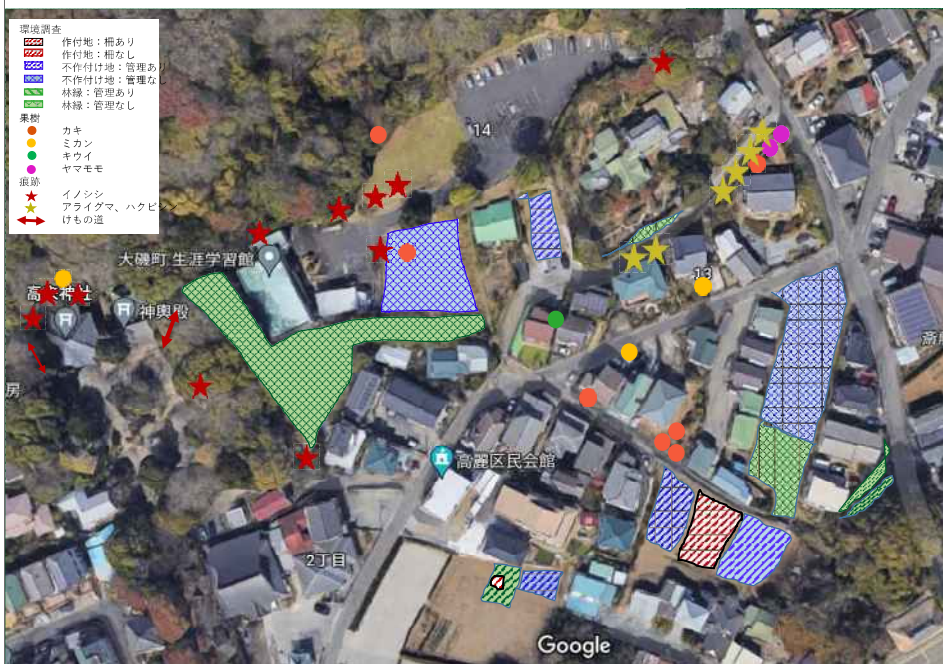 環境調査
作付地：柵あり
作付地：柵なし
不作付け地：管理あり
不作付け地：管理なし
林縁：管理あり
林縁：管理なし
果樹
カキ
ミカン
キウイ
ヤマモモ
痕跡
イノシシ
アライグマ、ハクビシン
けもの道
14
大磯町 生涯学習館
13
神輿殿
房
高麗区民会館
2丁目
Google